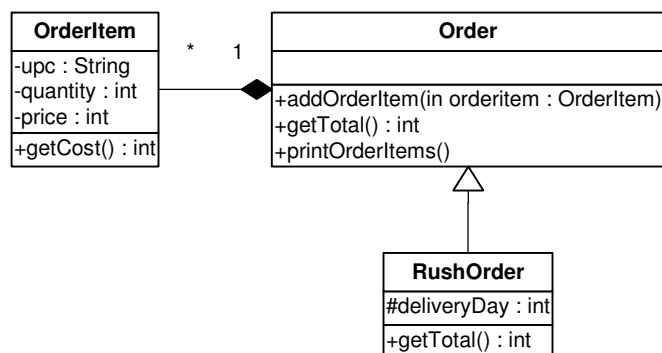 OrderItem
-upc : String
-quantity : int
-price : int
+getCost() : int
* 1
Order
+addOrderItem(in orderitem : OrderItem)
+getTotal() : int
+printOrderItems()
RushOrder
#deliveryDay : int
+getTotal() : int